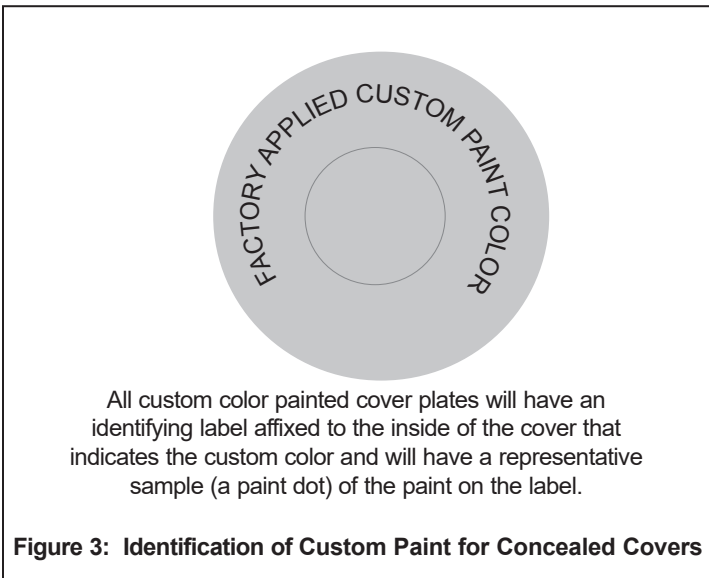 FACTORY APPLIED CUSTOM PAINT COLOR
All custom color painted cover plates will have an
identifying label affixed to the inside of the cover that
indicates the custom color and will have a representative
sample (a paint dot) of the paint on the label.
Figure 3: Identification of Custom Paint for Concealed Covers